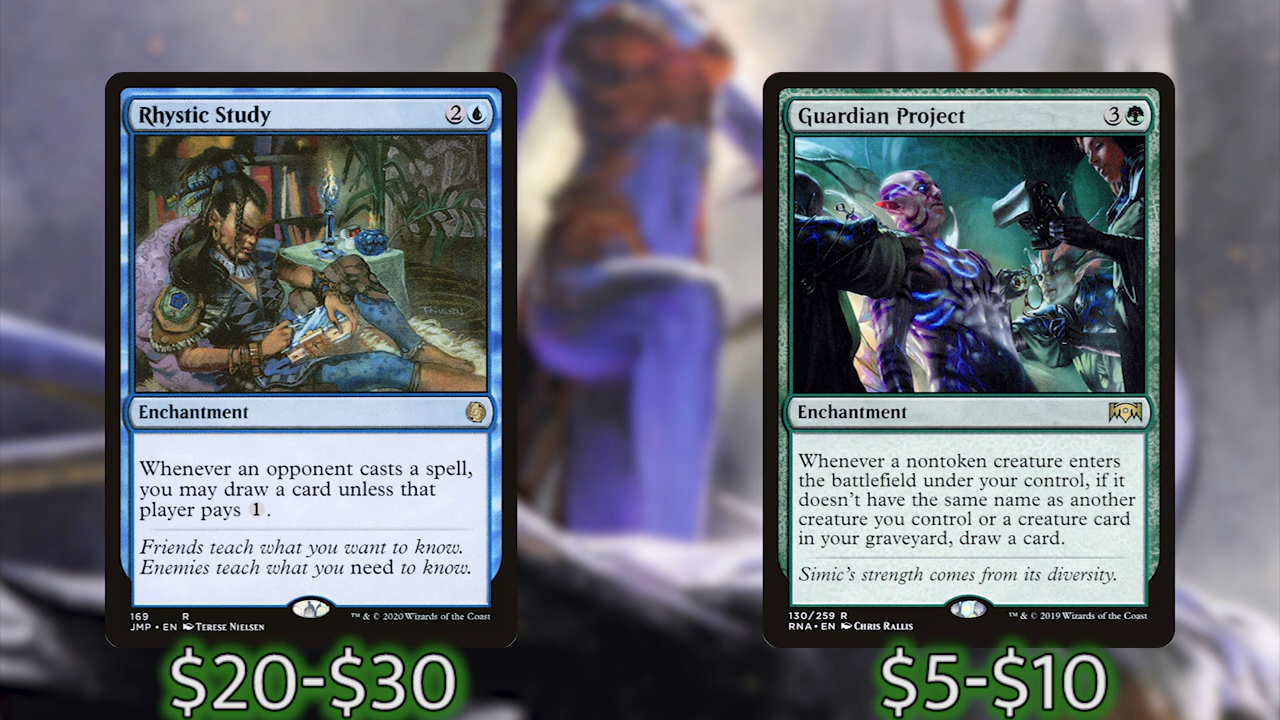 Rhystic Study 2
Enchantment
Whenever an opponent casts a spell,
you may draw a card unless that
player pays 1.
Friends teach what you want to know.
Enemies teach what you need to know.
169 R
JMP • EN TERESE NIELSEN
™ & © 2020 Wizards of the Coast
$20-$30
Guardian Project 3
Enchantment
Whenever a nontoken creature enters
the battlefield under your control, if it
doesn't have the same name as another
creature you control or a creature card
in your graveyard, draw a card.
Simic's strength comes from its diversity.
130/259 R
RNA • EN CHRIS RALLIS
™ & © 2019 Wizards of the Coast
$5-$10